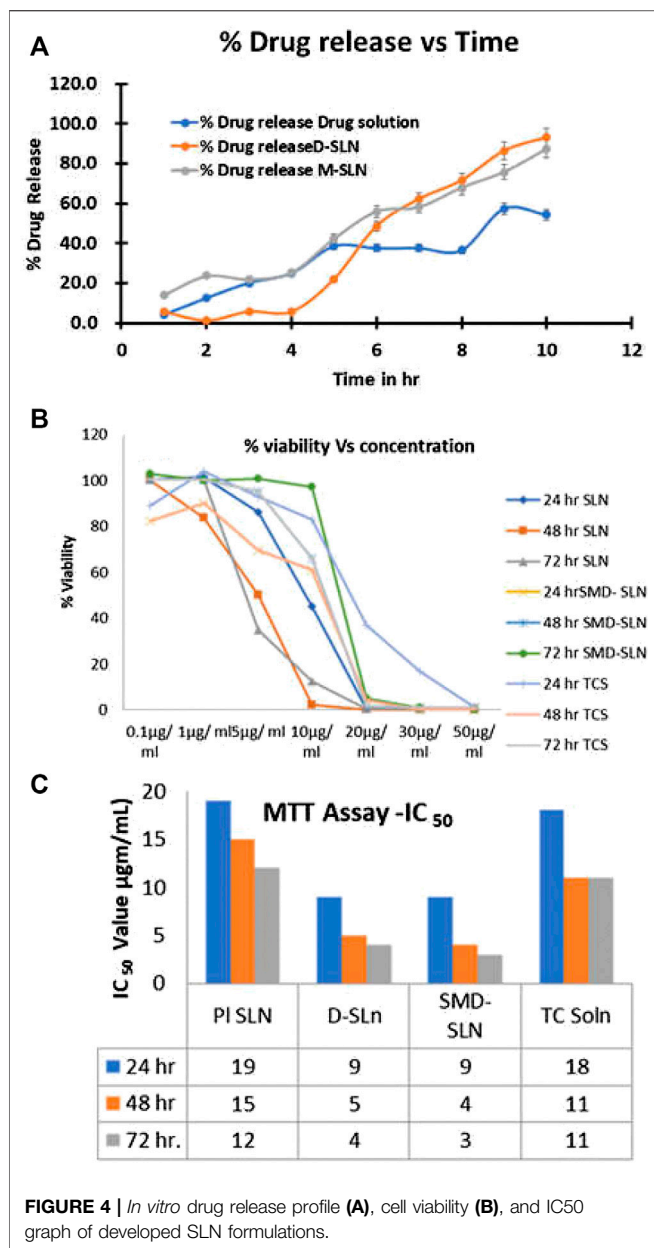 A
% Drug release vs Time
120.0
100.0
80.0
60.0
40.0
20.0
0.0
% Drug Release
% Drug release Drug solution
% Drug releaseD-SLN
% Drug release M-SLN
0 2 4 6 8 10 12
Time in hr
B
% viability Vs concentration
120
100
80
60
40
20
0
% Viability
0.1µg/ 1µg/ ml5µg/ ml 10µg/ 20µg/ 30µg/ 50µg/
ml ml ml ml ml
24 hr SLN
48 hr SLN
72 hr SLN
24 hrSMD- SLN
48 hr SMD-SLN
72 hr SMD-SLN
24 hr TCS
48 hr TCS
72 hr TCS
C
MTT Assay -IC 50
20
15
10
5
0
IC50 Value µgm/mL
Pl SLN D-SLn SMD- TC Soln
SLN
24 hr 19 9 9 18
48 hr 15 5 4 11
72 hr. 12 4 3 11
FIGURE 4 | In vitro drug release profile (A), cell viability (B), and IC50
graph of developed SLN formulations.